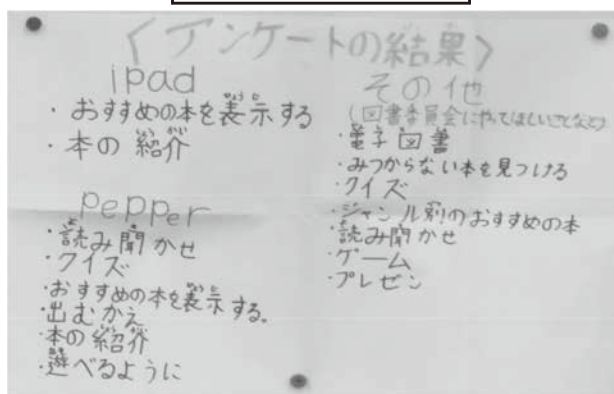 〈アンケートの結果〉
ipad
・おすすめの本を表示する
・本の紹介
pepper
・読み聞かせ
・クイズ
・おすすめの本を表示する。
・出むかえ
・本の紹介
・遊べるように
その他
(図書委員会にやってほしいことなど)
・電子図書
・みつからない本を見つける
・クイズ
・ジャンル別のおすすめの本
・読み聞かせ
・ゲーム
・プレゼン